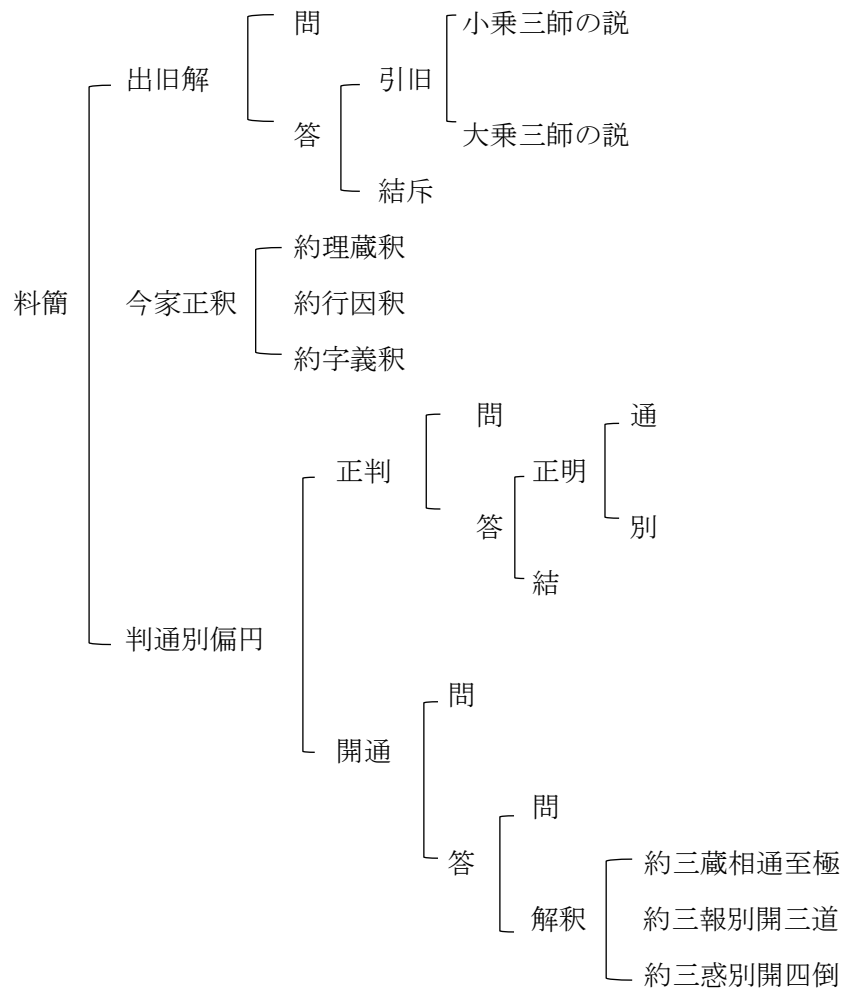 料簡
出旧解
問
答
引旧
小乗三師の説
大乗三師の説
結斥
今家正釈
約理蔵釈
約行因釈
約字義釈
判通別偏円
正判
問
答
正明
通
別
結
開通
問
答
問
解釈
約三蔵相通至極
約三報別開三道
約三惑別開四倒